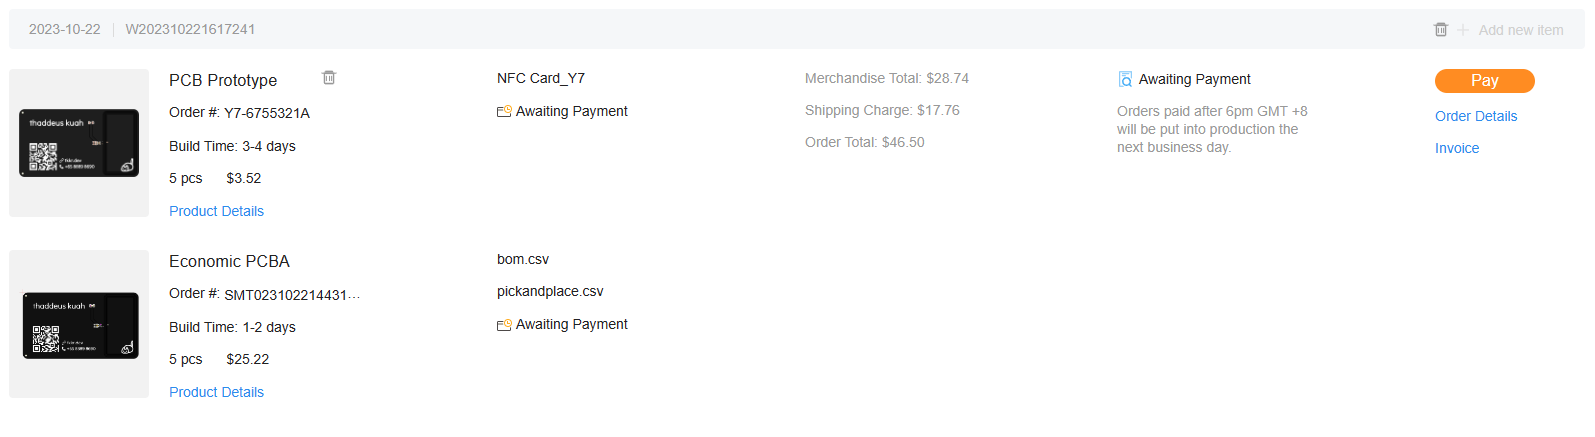 2023-10-22 W202310221617241 Add new item
PCB Prototype
Order #: Y7-6755321A
Build Time: 3-4 days
5 pcs $3.52
Product Details
NFC Card_Y7
Awaiting Payment
Merchandise Total: $28.74
Shipping Charge: $17.76
Order Total: $46.50
Awaiting Payment
Orders paid after 6pm GMT +8
will be put into production the
next business day.
Pay
Order Details
Invoice
thaddeus kuah
Economic PCBA
Order #: SMT023102214431...
Build Time: 1-2 days
5 pcs $25.22
Product Details
bom.csv
pickandplace.csv
Awaiting Payment
thaddeus kuah